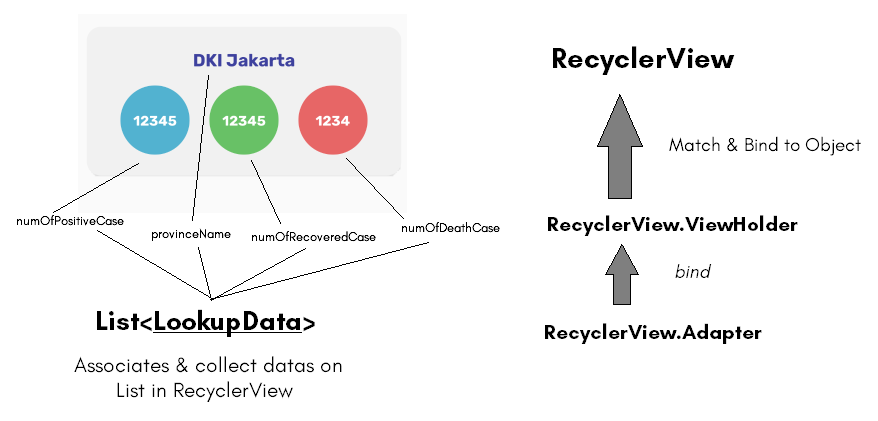 DKI Jakarta
12345
12345
1234
numOfPositiveCase
provinceName
numOfRecoveredCase
numOfDeathCase
List<LookupData>
Associates & collect datas on
List in RecyclerView
RecyclerView
Match & Bind to Object
RecyclerView.ViewHolder
bind
RecyclerView.Adapter